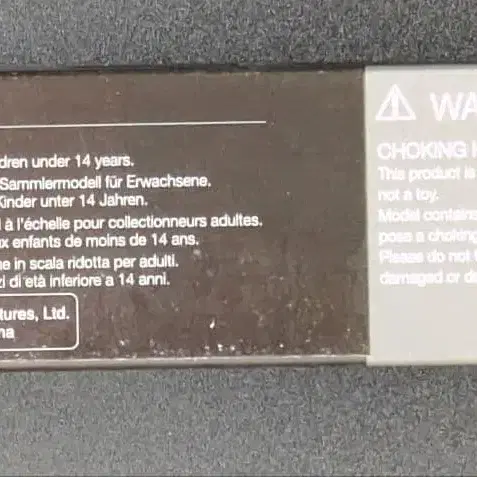 dren under 14 years.
Sammlermodell für Erwachsene.
Kinder unter 14 Jahren.
à l'échelle pour collectionneurs adultes.
x enfants de moins de 14 ans.
e in scala ridotta per adulti.
i di età inferiore a 14 anni.
tures, Ltd.
na
WA
CHOKING
This product is
not a toy.
Model contains
pose a choking
Please do not
damaged or